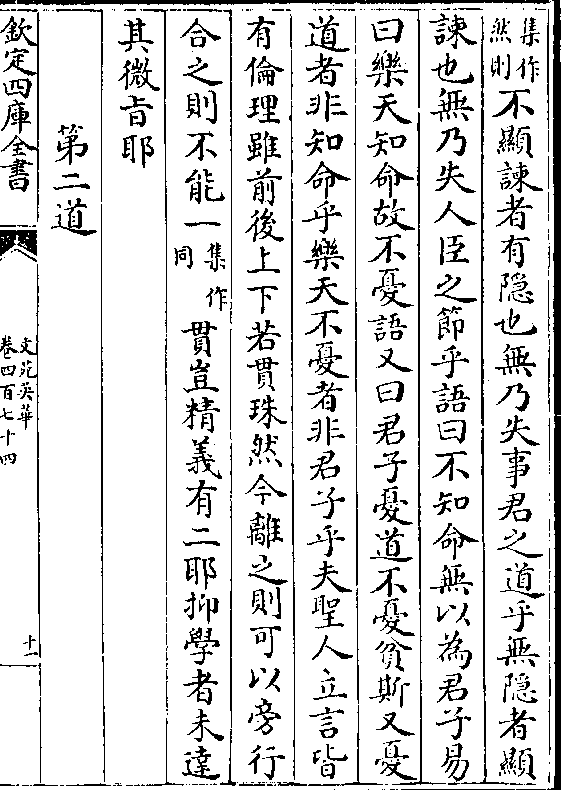 集作然則不顯諫者有隐也無乃失事君之道乎無隐者顯
諫也無乃失人臣之節乎語曰不知命無以為君子易
曰樂天知命故不憂語又曰君子憂道不憂貧斯又憂
道者非知命乎樂天不憂者非君子乎夫聖人立言皆
有倫理雖前後上下若貫珠然今離之則可以旁行
合之則不能一集作同貫豈精義有二耶抑學者未達
其微旨耶
第二道
欽定四庫全書
文苑英華
卷四百七十四
十一